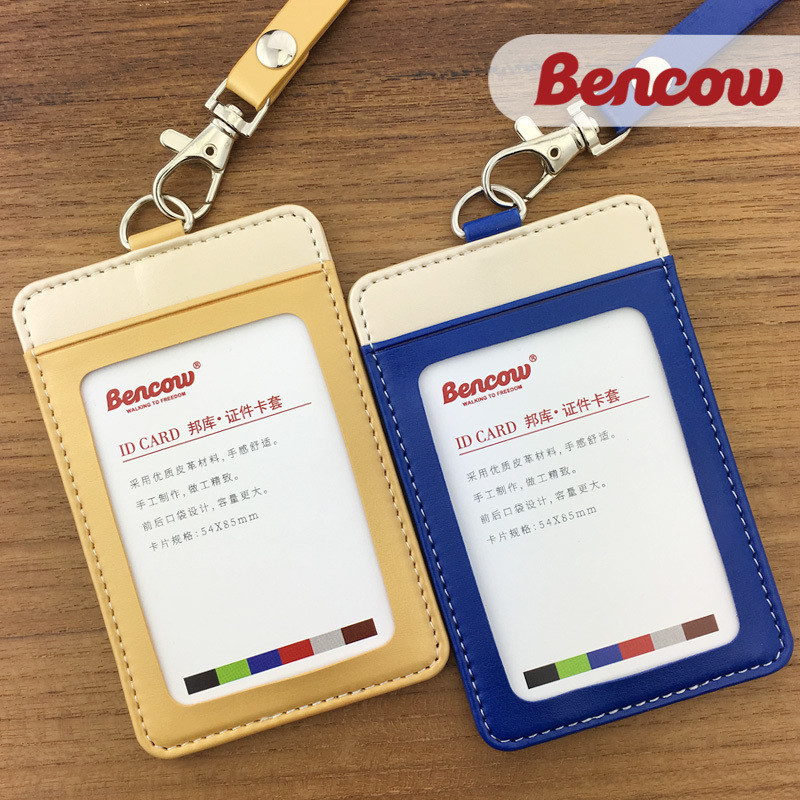 Bencow
Bencow®
WALKING TO FREEDOM
ID CARD 邦库·证件卡套
采用优质皮革材料,手感舒适。
手工制作,做工精致。
前后口袋设计,容量更大。
卡片规格:54X85mm
Bencow®
WALKING TO FREEDOM
ID CARD 邦库·证件卡套
采用优质皮革材料,手感舒适。
手工制作,做工精致。
前后口袋设计,容量更大。
卡片规格:54X85mm